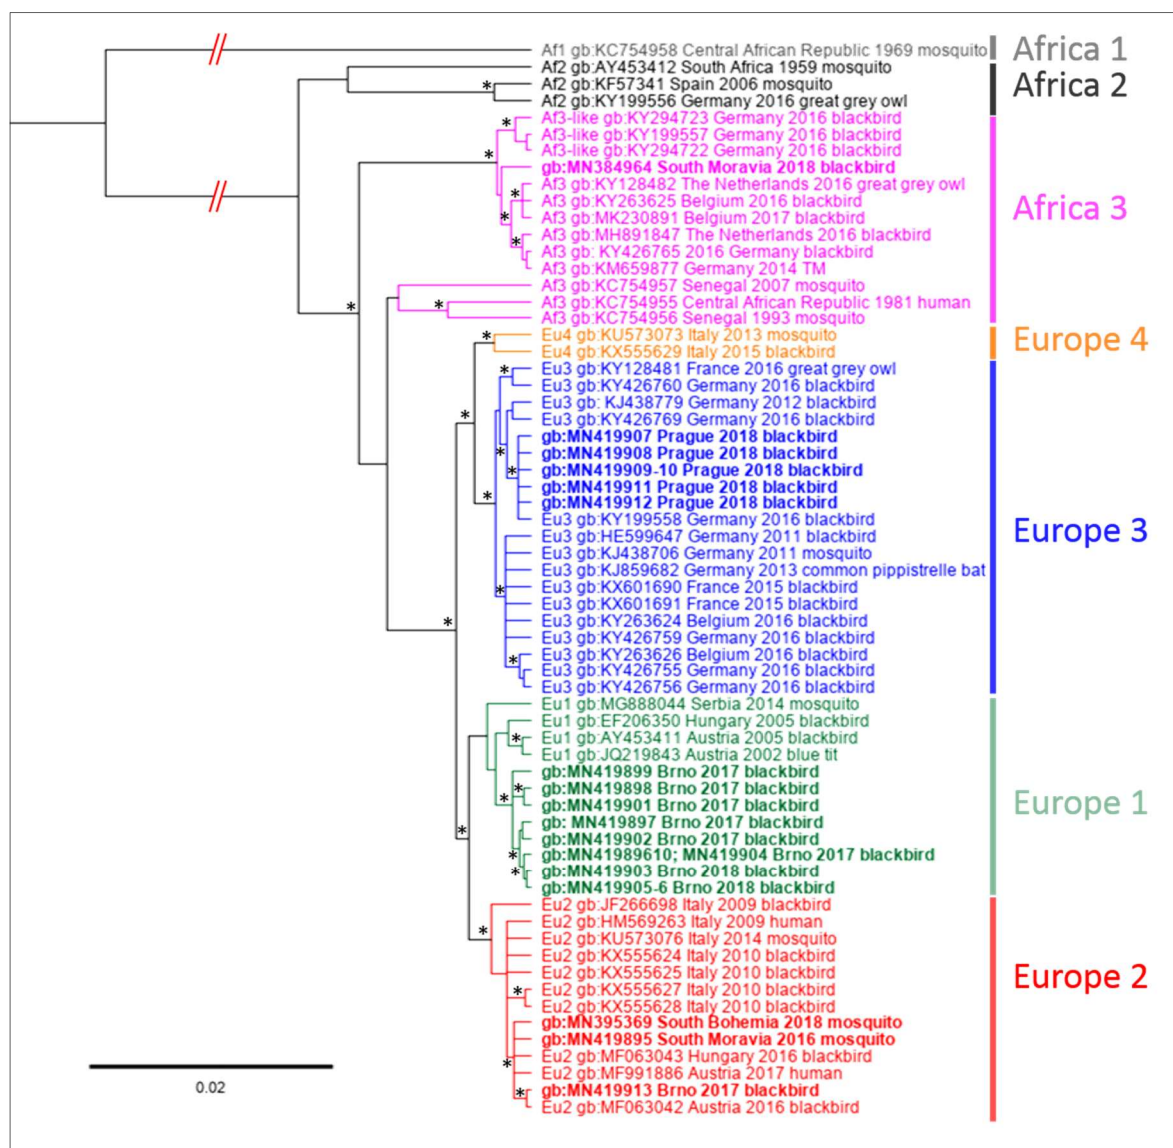 Af1 gb:KC754958 Central African Republic 1969 mosquito
Africa 1
Af2 gb:AY453412 South Africa 1959 mosquito
Af2 gb:KF57341 Spain 2006 mosquito
Af2 gb:KY199556 Germany 2016 great grey owl
Africa 2
Af3-like gb:KY294723 Germany 2016 blackbird
Af3-like gb:KY199557 Germany 2016 blackbird
Af3-like gb:KY294722 Germany 2016 blackbird
gb:MN384964 South Moravia 2018 blackbird
Af3 gb:KY128482 The Netherlands 2016 great grey owl
Af3 gb:KY263625 Belgium 2016 blackbird
Af3 gb:MK230891 Belgium 2017 blackbird
Af3 gb:MH891847 The Netherlands 2016 blackbird
Af3 gb: KY426765 2016 Germany blackbird
Af3 gb:KM659877 Germany 2014 TM
Af3 gb:KC754957 Senegal 2007 mosquito
Af3 gb:KC754955 Central African Republic 1981 human
Af3 gb:KC754956 Senegal 1993 mosquito
Africa 3
Eu4 gb:KU573073 Italy 2013 mosquito
Eu4 gb:KX555629 Italy 2015 blackbird
Europe 4
Eu3 gb:KY128481 France 2016 great grey owl
Eu3 gb:KY426760 Germany 2016 blackbird
Eu3 gb: KJ438779 Germany 2012 blackbird
Eu3 gb:KY426769 Germany 2016 blackbird
gb:MN419907 Prague 2018 blackbird
gb:MN419908 Prague 2018 blackbird
gb:MN419909-10 Prague 2018 blackbird
gb:MN419911 Prague 2018 blackbird
gb:MN419912 Prague 2018 blackbird
Eu3 gb:KY199558 Germany 2016 blackbird
Eu3 gb:HE599647 Germany 2011 blackbird
Eu3 gb:KJ438706 Germany 2011 mosquito
Eu3 gb:KJ859682 Germany 2013 common pippistrelle bat
Eu3 gb:KX601690 France 2015 blackbird
Eu3 gb:KX601691 France 2015 blackbird
Eu3 gb:KY263624 Belgium 2016 blackbird
Eu3 gb:KY426759 Germany 2016 blackbird
Eu3 gb:KY263626 Belgium 2016 blackbird
Eu3 gb:KY426755 Germany 2016 blackbird
Eu3 gb:KY426756 Germany 2016 blackbird
Europe 3
Eu1 gb:MG888044 Serbia 2014 mosquito
Eu1 gb:EF206350 Hungary 2005 blackbird
Eu1 gb:AY453411 Austria 2005 blackbird
Eu1 gb:JQ219843 Austria 2002 blue tit
gb:MN419899 Brno 2017 blackbird
gb:MN419898 Brno 2017 blackbird
gb:MN419901 Brno 2017 blackbird
gb: MN419897 Brno 2017 blackbird
gb:MN419902 Brno 2017 blackbird
gb:MN41989610; MN419904 Brno 2017 blackbird
gb:MN419903 Brno 2018 blackbird
gb:MN419905-6 Brno 2018 blackbird
Europe 1
Eu2 gb:JF266698 Italy 2009 blackbird
Eu2 gb:HM569263 Italy 2009 human
Eu2 gb:KU573076 Italy 2014 mosquito
Eu2 gb:KX555624 Italy 2010 blackbird
Eu2 gb:KX555625 Italy 2010 blackbird
Eu2 gb:KX555627 Italy 2010 blackbird
Eu2 gb:KX555628 Italy 2010 blackbird
gb:MN395369 South Bohemia 2018 mosquito
gb:MN419895 South Moravia 2016 mosquito
Eu2 gb:MF063043 Hungary 2016 blackbird
Eu2 gb:MF991886 Austria 2017 human
gb:MN419913 Brno 2017 blackbird
Eu2 gb:MF063042 Austria 2016 blackbird
Europe 2
0.02